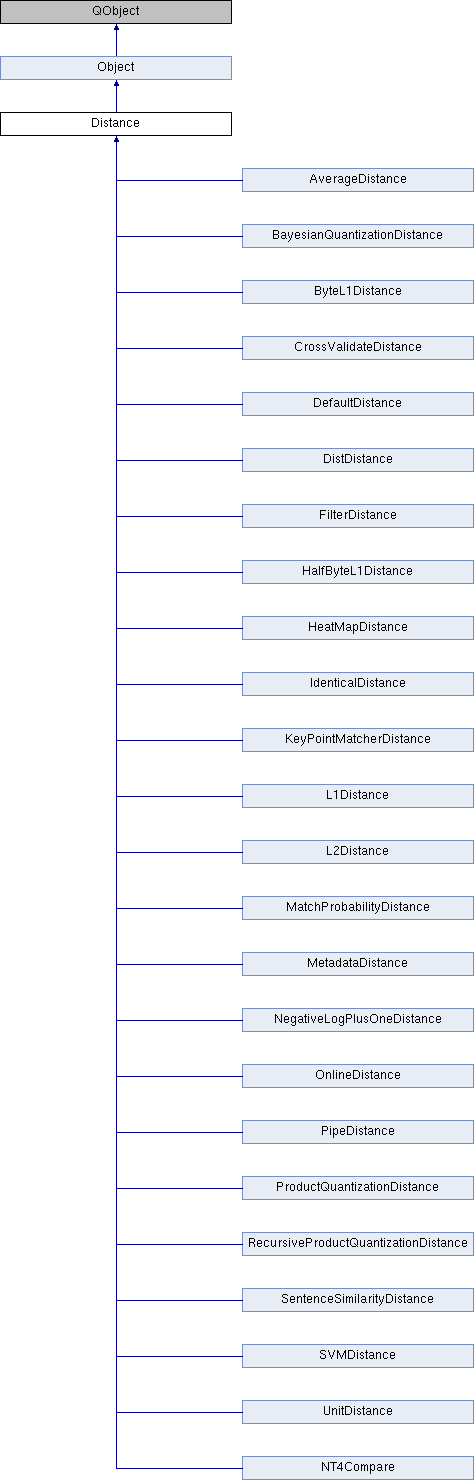 QObject
Object
Distance
AverageDistance
BayesianQuantizationDistance
ByteL1Distance
CrossValidateDistance
DefaultDistance
DistDistance
FilterDistance
HalfByteL1Distance
HeatMapDistance
IdenticalDistance
KeyPointMatcherDistance
L1Distance
L2Distance
MatchProbabilityDistance
MetadataDistance
NegativeLogPlusOneDistance
OnlineDistance
PipeDistance
ProductQuantizationDistance
RecursiveProductQuantizationDistance
SentenceSimilarityDistance
SVMDistance
UnitDistance
NT4Compare